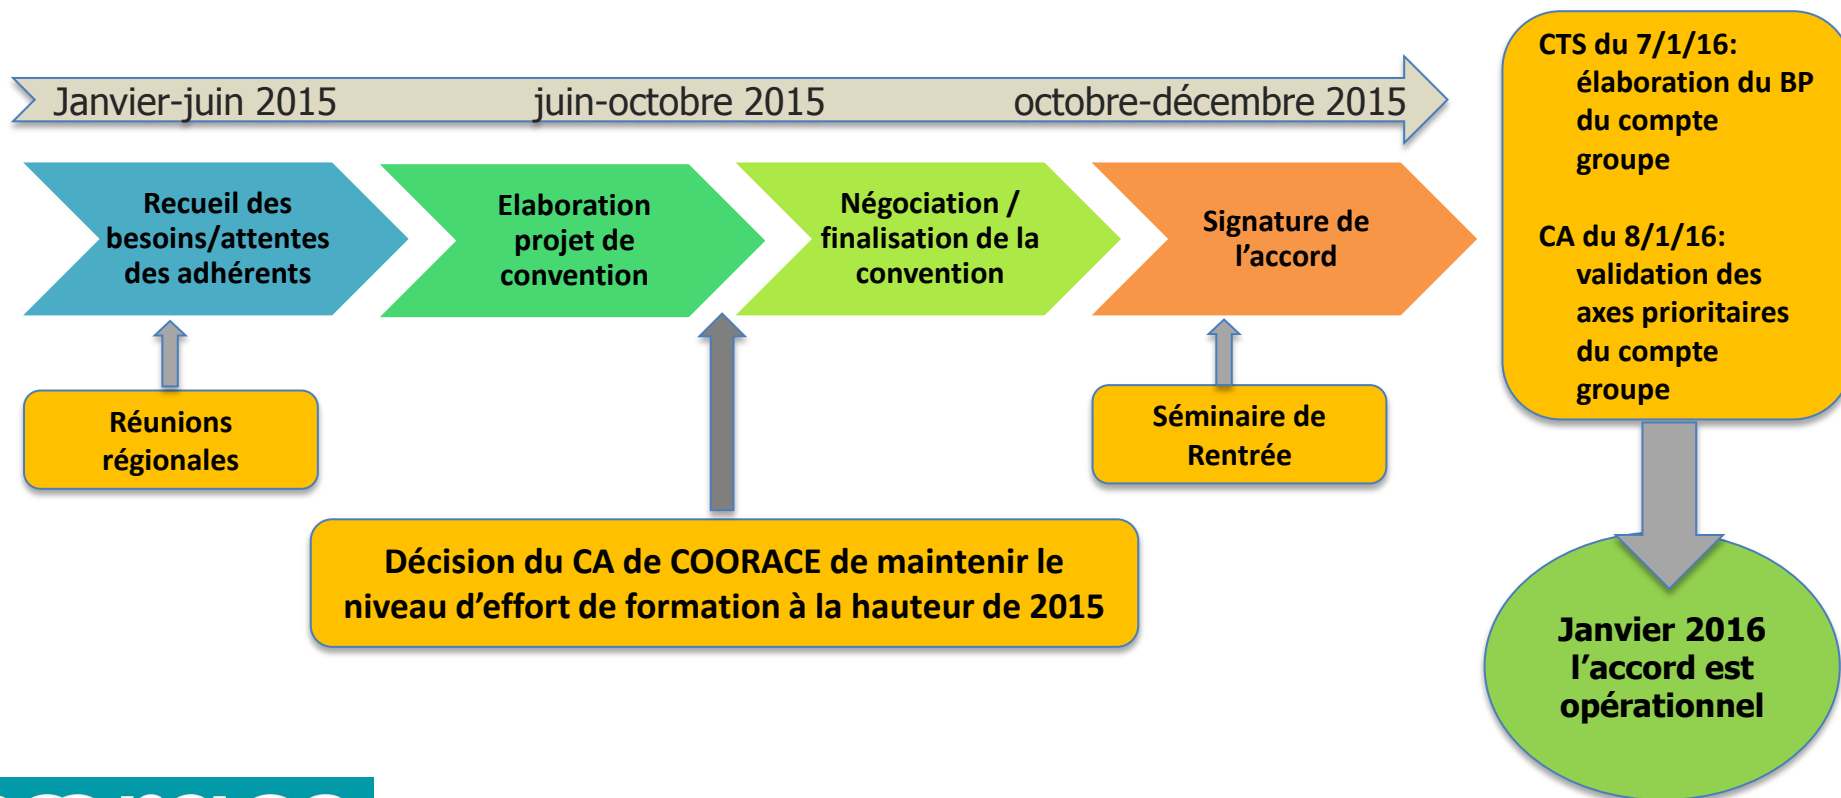 Janvier-juin 2015 juin-octobre 2015 octobre-décembre 2015
Recueil des
besoins/attentes
des adhérents
Elaboration
projet de
convention
Négociation /
finalisation de la
convention
Signature de
l’accord
Réunions
régionales
Décision du CA de COORACE de maintenir le
niveau d’effort de formation à la hauteur de 2015
Séminaire de
Rentrée
CTS du 7/1/16:
élaboration du BP
du compte
groupe
CA du 8/1/16:
validation des
axes prioritaires
du compte
groupe
Janvier 2016
l’accord est
opérationnel